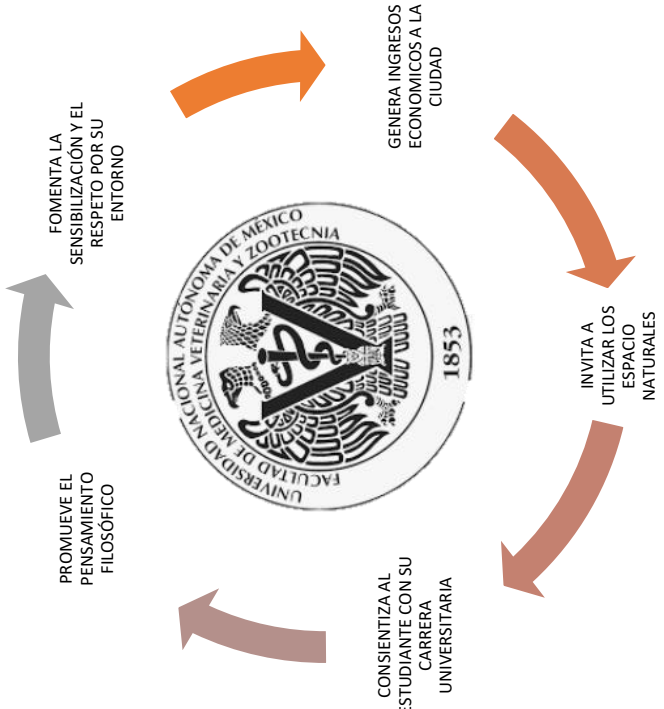 FOMENTA LA
SENSIBILIZACIÓN Y EL
RESPETO POR SU
ENTORNO
GENERA INGRESOS
ECONOMICOS A LA
CIUDAD
INVITA A
UTILIZAR LOS
ESPACIO
NATURALES
CONSIENTIZA AL
ESTUDIANTE CON SU
CARRERA
UNIVERSITARIA
PROMUEVE EL
PENSAMIENTO
FILOSÓFICO
UNIVERSIDAD NACIONAL AUTÓNOMA DE MÉXICO
FACULTAD DE MEDICINA VETERINARIA Y ZOOTECNIA
1853